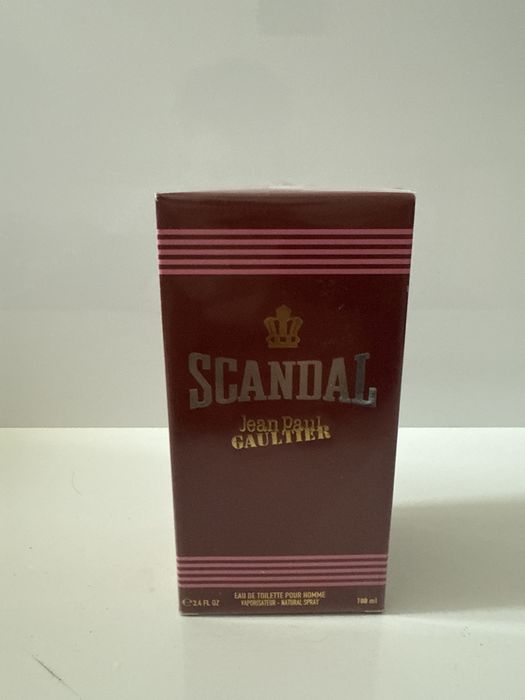 SCANDAL
Jean Paul
GAULTIER
EAU DE TOILETTE POUR HOMME
℮ 3.4 FL OZ VAPORISATEUR - NATURAL SPRAY 100 ml